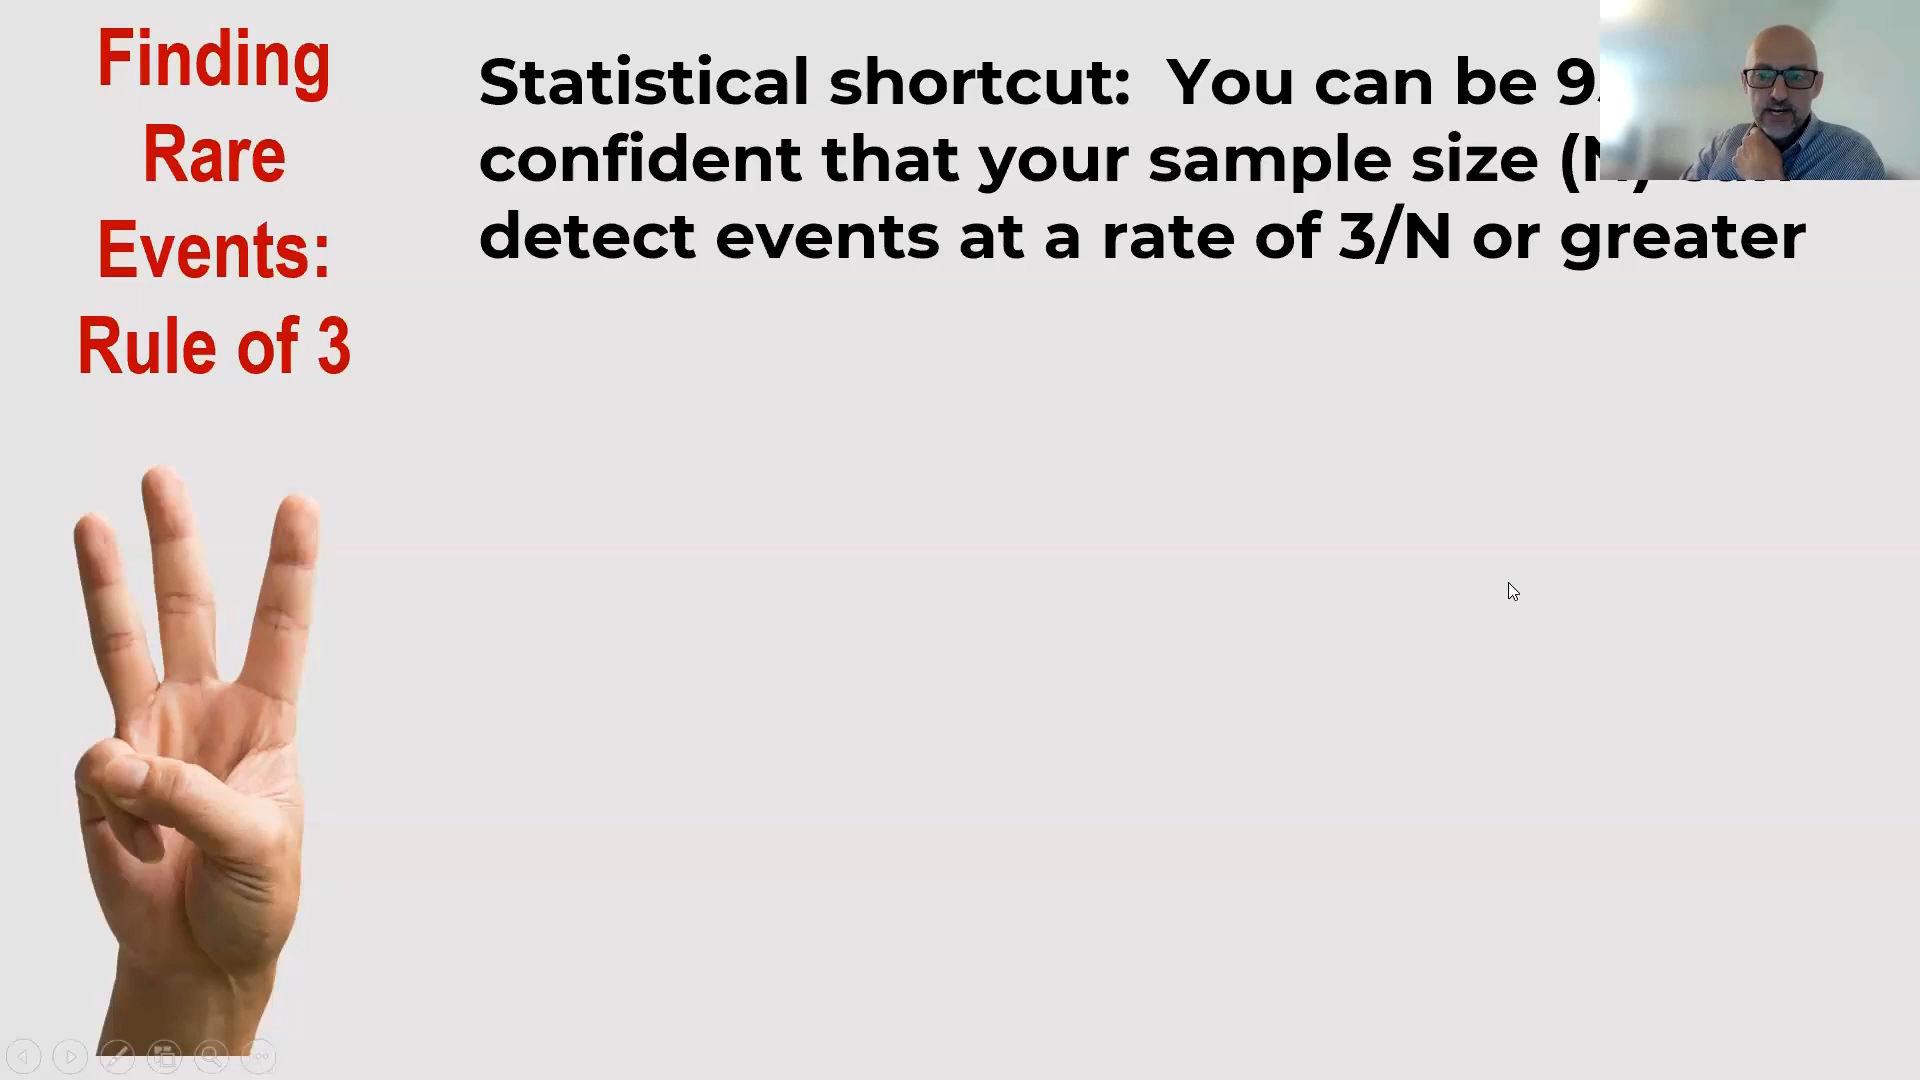 Finding
Rare
Events:
Rule of 3
Statistical shortcut: You can be
confident that your sample size
detect events at a rate of 3/N or greater